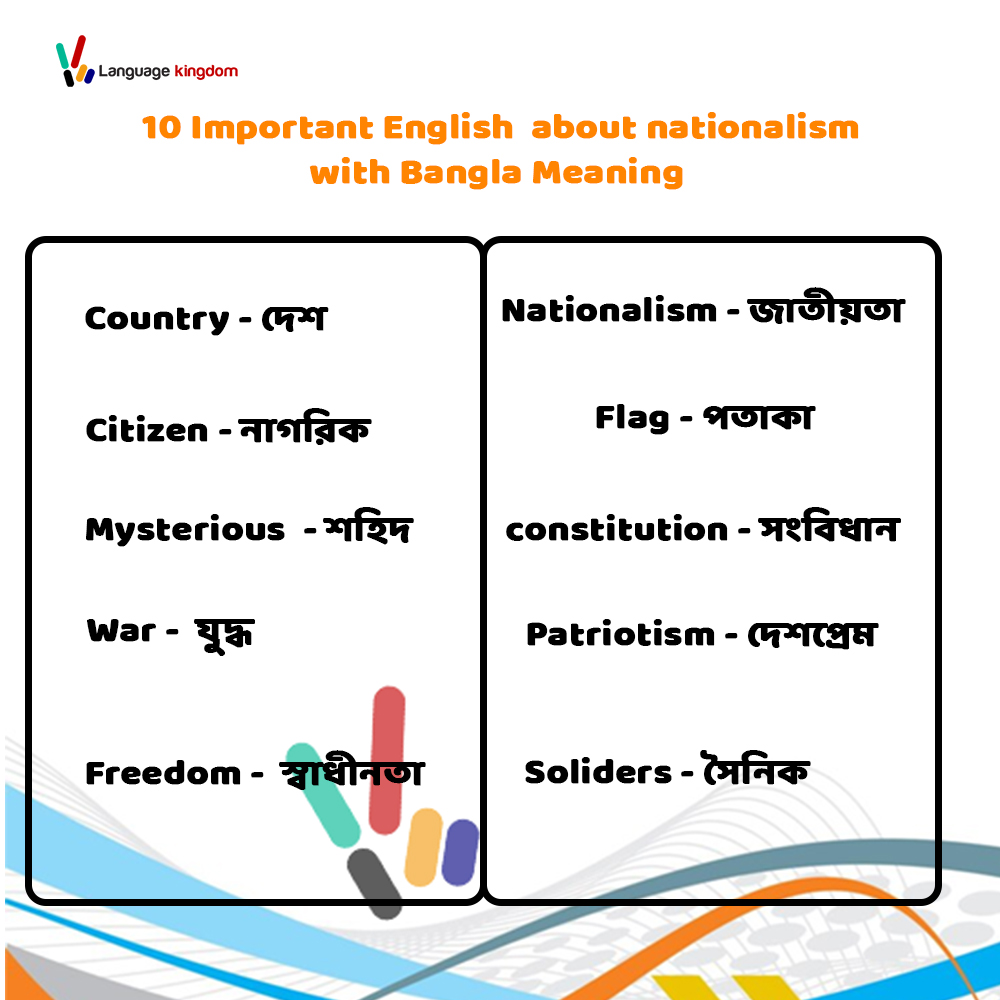 Language kingdom
10 Important English about nationalism
with Bangla Meaning
Country - দেশ
Citizen - নাগরিক
Mysterious - শহিদ
War - যুদ্ধ
Freedom - স্বাধীনতা
Nationalism - জাতীয়তা
Flag - পতাকা
constitution - সংবিধান
Patriotism - দেশপ্রেম
Soliders - সৈনিক